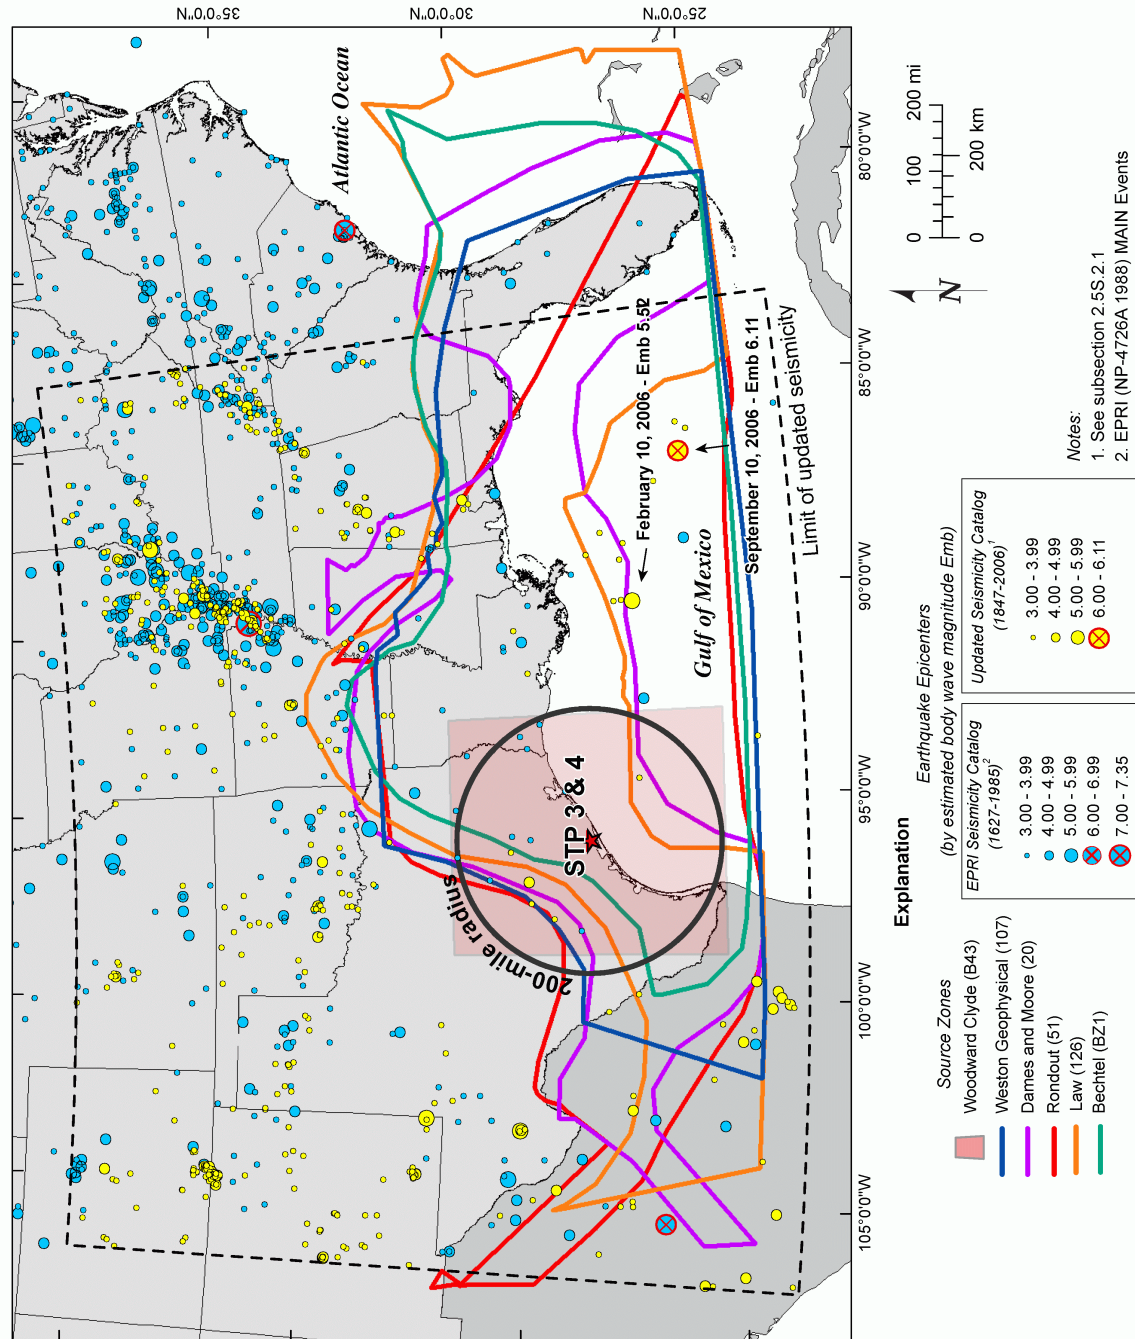 35°0'0"N
30°0'0"N
25°0'0"N
Atlantic Ocean
80°0'0"W
85°0'0"W
90°0'0"W
95°0'0"W
100°0'0"W
105°0'0"W
February 10, 2006 - Emb 5.52
September 10, 2006 - Emb 6.11
Limit of updated seismicity
Gulf of Mexico
STP 3 & 4
200-mile radius
0 100 200 mi
0 200 km
N
Explanation
Source Zones
Woodward Clyde (B43)
Weston Geophysical (107)
Dames and Moore (20)
Rondout (51)
Law (126)
Bechtel (BZ1)
Earthquake Epicenters
(by estimated body wave magnitude Emb)
EPRI Seismicity Catalog
(1627-1985)²
3.00 - 3.99
4.00 - 4.99
5.00 - 5.99
6.00 - 6.99
7.00 - 7.35
Updated Seismicity Catalog
(1847-2006)¹
3.00 - 3.99
4.00 - 4.99
5.00 - 5.99
6.00 - 6.11
Notes:
1. See subsection 2.5S.2.1
2. EPRI (NP-4726A 1988) MAIN Events